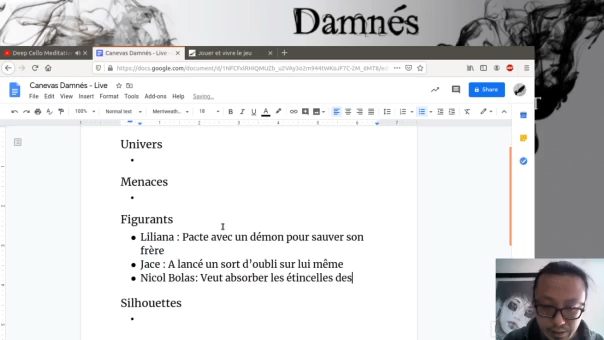 Damnés
Deep Cello Meditation
Canevas Damnés - Live
Jouer et vivre le jeu
Canevas Damnés - Live
File Edit View Insert Format Tools Add-ons Help Saving...
Share
100% Normal text Merriweath... 18
Univers
Menaces
Figurants
Liliana : Pacte avec un démon pour sauver son
frère
Jace : A lancé un sort d'oubli sur lui même
Nicol Bolas: Veut absorber les étincelles des
Silhouettes